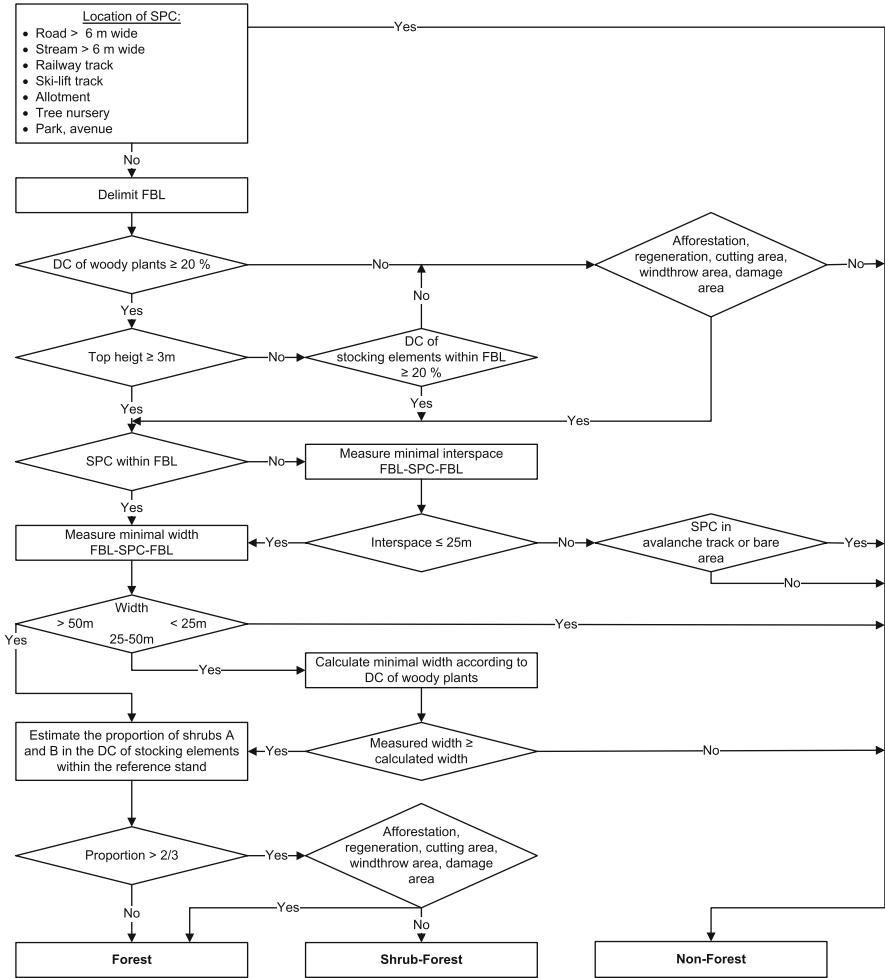 Location of SPC:
• Road > 6 m wide
• Stream > 6 m wide
• Railway track
• Ski-lift track
• Allotment
• Tree nursery
• Park, avenue
Yes
No
Delimit FBL
DC of woody plants ≥ 20 %
No
Afforestation,
regeneration, cutting area,
windthrow area, damage
area
No
Yes
No
Top heigt ≥ 3m
No
DC of
stocking elements within FBL
≥ 20 %
Yes
Yes
Yes
SPC within FBL
No
Measure minimal interspace
FBL-SPC-FBL
Yes
Measure minimal width
FBL-SPC-FBL
Yes
Interspace ≤ 25m
No
SPC in
avalanche track or bare
area
Yes
No
Width
> 50m
< 25m
25-50m
Yes
Yes
Yes
Calculate minimal width according to
DC of woody plants
Estimate the proportion of shrubs A
and B in the DC of stocking elements
within the reference stand
Yes
Measured width ≥
calculated width
No
Proportion > 2/3
Yes
Afforestation,
regeneration, cutting area,
windthrow area, damage
area
No
Yes
No
Forest
Shrub-Forest
Non-Forest